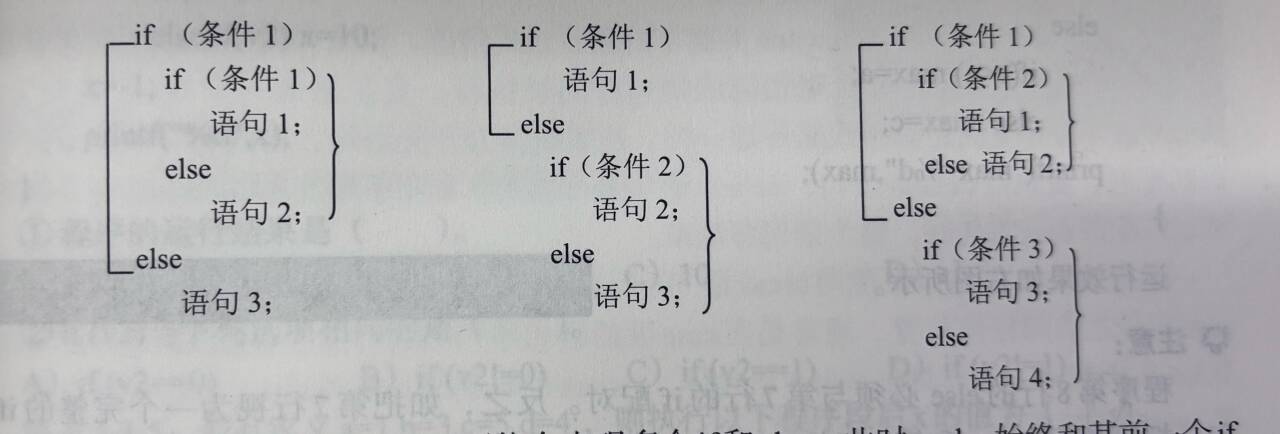 if（条件 1）
if（条件 1）
语句 1；
else
语句 2；
else
语句 3；
if （条件 1）
语句 1；
else
if（条件 2）
语句 2；
else
语句 3；
if （条件 1）
if（条件 2）
语句 1；
else 语句 2；
else
if（条件 3）
语句 3；
else
语句 4；